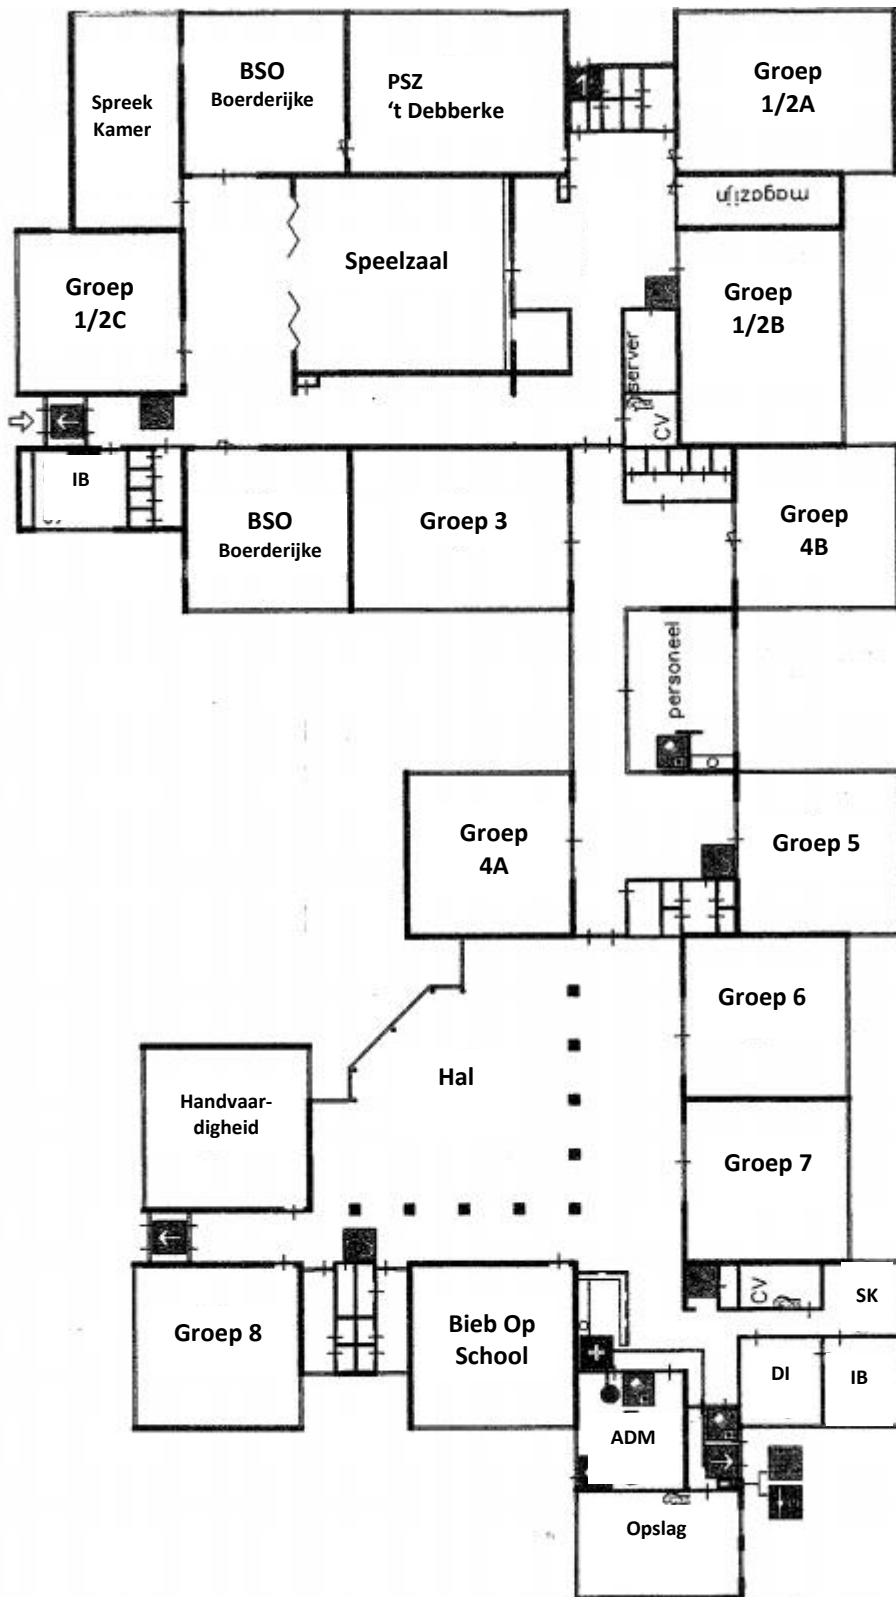 Spreek
Kamer
BSO
Boerderijke
PSZ
‘t Debberke
Groep
1/2A
magazijn
Groep
1/2C
Speelzaal
Groep
1/2B
server
CV
IB
BSO
Boerderijke
Groep 3
Groep
4B
personeel
Groep
4A
Groep 5
Groep 6
Hal
Handvaar-
digheid
Groep 7
Groep 8
Bieb Op
School
CV
SK
DI
IB
ADM
Opslag